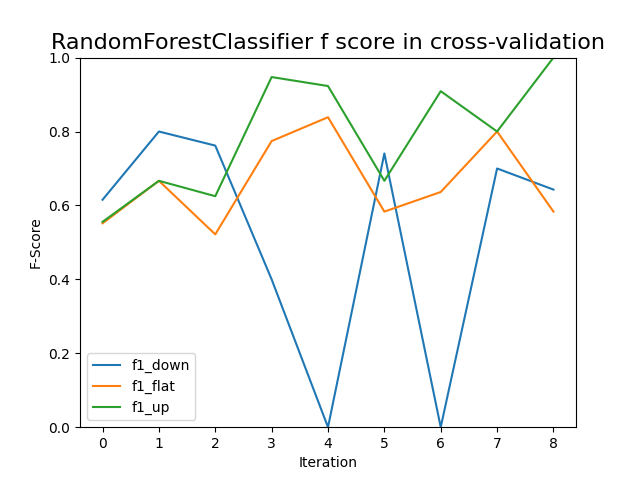 RandomForestClassifier f score in cross-validation
1.0
0.8
0.6
0.4
0.2
0.0
F-Score
f1_down
f1_flat
f1_up
0 1 2 3 4 5 6 7 8
Iteration